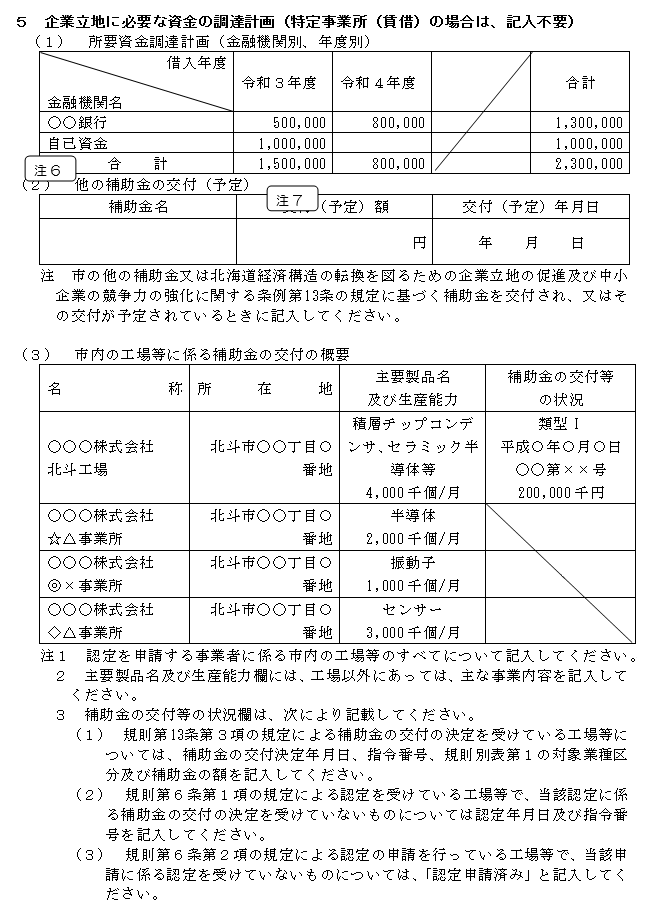 ５　企業立地に必要な資金の調達計画（特定事業所（賃借）の場合は、記入不要）
（１）　所要資金調達計画（金融機関別、年度別）
借入年度
金融機関名
令和３年度　令和４年度　合計
○○銀行　500,000　800,000　1,300,000
自己資金　1,000,000　1,000,000
合　計　1,500,000　800,000　2,300,000
注６
（２）　他の補助金の交付（予定）
注７
補助金名　（予定）額　交付（予定）年月日
円　年　月　日
注　市の他の補助金又は北海道経済構造の転換を図るための企業立地の促進及び中小
企業の競争力の強化に関する条例第13条の規定に基づく補助金を交付され、又はそ
の交付が予定されているときに記入してください。
（３）　市内の工場等に係る補助金の交付の概要
名　称　所　在　地　主要製品名　補助金の交付等
及び生産能力　の状況
積層チップコンデ　類型Ⅰ
○○○株式会社　北斗市○○丁目○　ンサ、セラミック半　平成○年○月○日
北斗工場　番地　導体等　○○第××号
4,000千個/月　200,000千円
○○○株式会社　北斗市○○丁目○　半導体
☆△事業所　番地　2,000千個/月
○○○株式会社　北斗市○○丁目○　振動子
◎×事業所　番地　1,000千個/月
○○○株式会社　北斗市○○丁目○　センサー
◇△事業所　番地　3,000千個/月
注１　認定を申請する事業者に係る市内の工場等のすべてについて記入してください。
２　主要製品名及び生産能力欄には、工場以外にあっては、主な事業内容を記入して
ください。
３　補助金の交付等の状況欄は、次により記載してください。
（１）　規則第13条第３項の規定による補助金の交付の決定を受けている工場等に
ついては、補助金の交付決定年月日、指令番号、規則別表第１の対象業種区
分及び補助金の額を記入してください。
（２）　規則第６条第１項の規定による認定を受けている工場等で、当該認定に係
る補助金の交付の決定を受けていないものについては認定年月日及び指令番
号を記入してください。
（３）　規則第６条第２項の規定による認定の申請を行っている工場等で、当該申
請に係る認定を受けていないものについては、「認定申請済み」と記入してく
ださい。